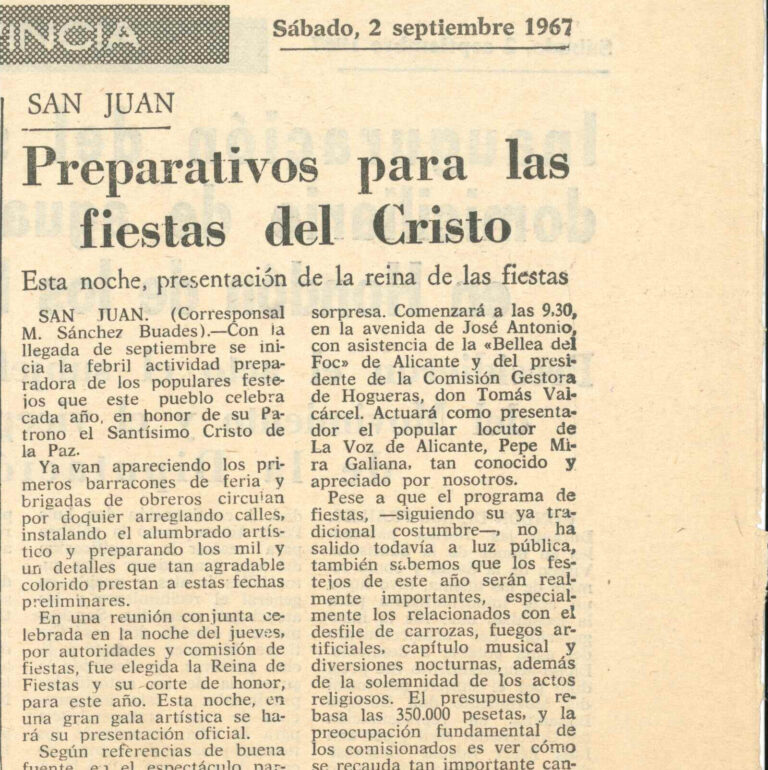 VINCIA
Sábado, 2 septiembre 1967
SAN JUAN
Preparativos para las
fiestas del Cristo
Esta noche, presentación de la reina de las fiestas
SAN JUAN. (Corresponsal
M. Sánchez Buades).—Con la
llegada de septiembre se ini-
cia la febril actividad prepa-
radora de los populares feste-
jos que este pueblo celebra
cada año, en honor de su Pa-
trono el Santísimo Cristo de
la Paz.
Ya van apareciendo los pri-
meros barracones de feria y
brigadas de obreros circulan
por doquier arreglando calles,
instalando el alumbrado artís-
tico y preparando los mil y
un detalles que tan agradable
colorido prestan a estas fechas
preliminares.
En una reunión conjunta ce-
lebrada en la noche del jueves,
por autoridades y comisión de
fiestas, fue elegida la Reina de
Fiestas y su corte de honor,
para este año. Esta noche, en
una gran gala artística se ha-
rá su presentación oficial.
Según referencias de buena
fuente, en el espectáculo par-
sorpresa. Comenzará a las 9.30,
en la avenida de José Antonio,
con asistencia de la «Bellea del
Foc» de Alicante y del presi-
dente de la Comisión Gestora
de Hogueras, don Tomás Val-
cárcel. Actuará como presenta-
dor el popular locutor de
La Voz de Alicante, Pepe Mi-
ra Galiana, tan conocido y
apreciado por nosotros.
Pese a que el programa de
fiestas, —siguiendo su ya tra-
dicional costumbre—, no ha
salido todavía a luz pública,
también sabemos que los fes-
tejos de este año serán real-
mente importantes, especial-
mente los relacionados con el
desfile de carrozas, fuegos ar-
tificiales, capítulo musical y
diversiones nocturnas, además
de la solemnidad de los actos
religiosos. El presupuesto re-
basa las 350.000 pesetas, y la
preocupación fundamental de
los comisionados es ver cómo
se recauda tan importante can-